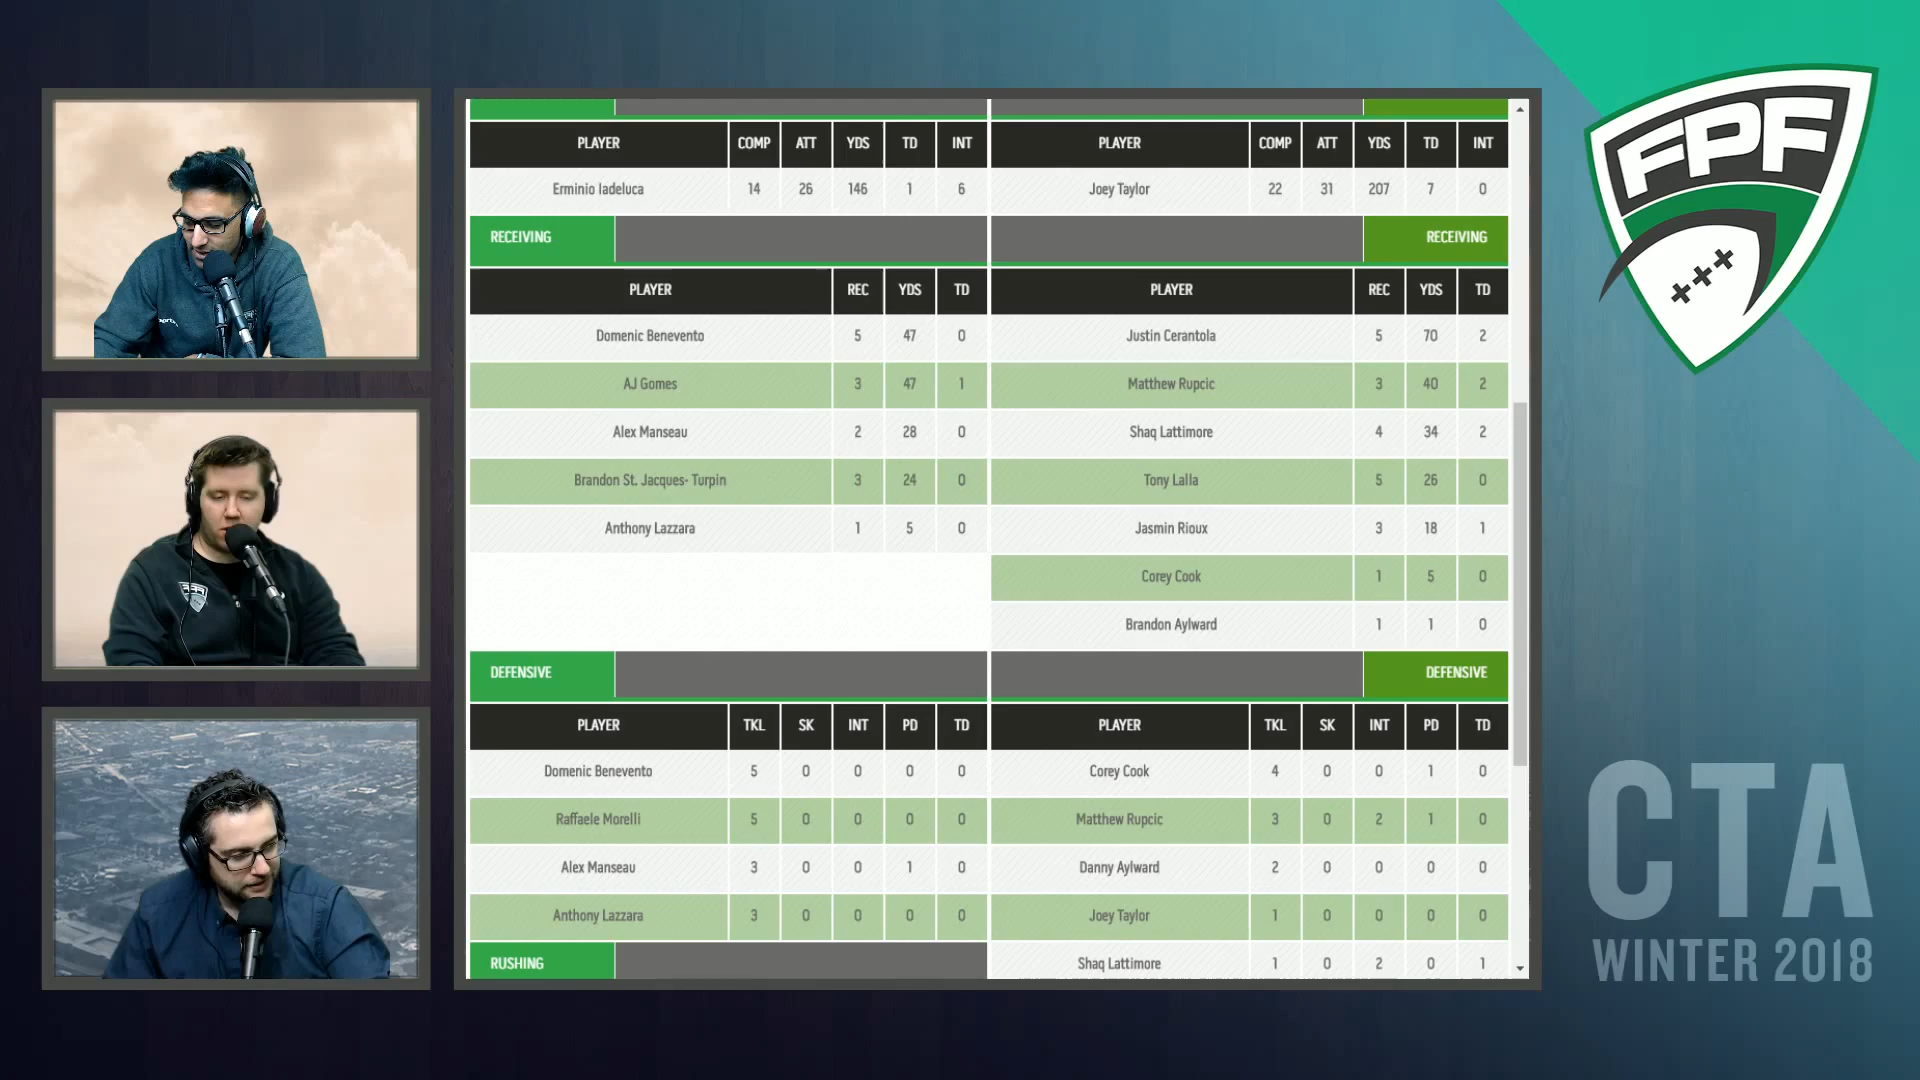 PLAYER COMP ATT YDS TD INT PLAYER COMP ATT YDS TD INT
Erminio Iadeluca 14 26 146 1 6 Joey Taylor 22 31 207 7 0
RECEIVING RECEIVING
PLAYER REC YDS TD PLAYER REC YDS TD
Domenic Benevento 5 47 0 Justin Cerantola 5 70 2
AJ Gomes 3 47 1 Matthew Rupcic 3 40 2
Alex Manseau 2 28 0 Shaq Lattimore 4 34 2
Brandon St. Jacques- Turpin 3 24 0 Tony Lalla 5 26 0
Anthony Lazzara 1 5 0 Jasmin Rioux 3 18 1
Corey Cook 1 5 0
Brandon Aylward 1 1 0
DEFENSIVE DEFENSIVE
PLAYER TKL SK INT PD TD PLAYER TKL SK INT PD TD
Domenic Benevento 5 0 0 0 0 Corey Cook 4 0 0 1 0
Raffaele Morelli 5 0 0 0 0 Matthew Rupcic 3 0 2 1 0
Alex Manseau 3 0 0 1 0 Danny Aylward 2 0 0 0 0
Anthony Lazzara 3 0 0 0 0 Joey Taylor 1 0 0 0 0
RUSHING Shaq Lattimore 1 0 2 0 1
FPF
CTA
WINTER 2018